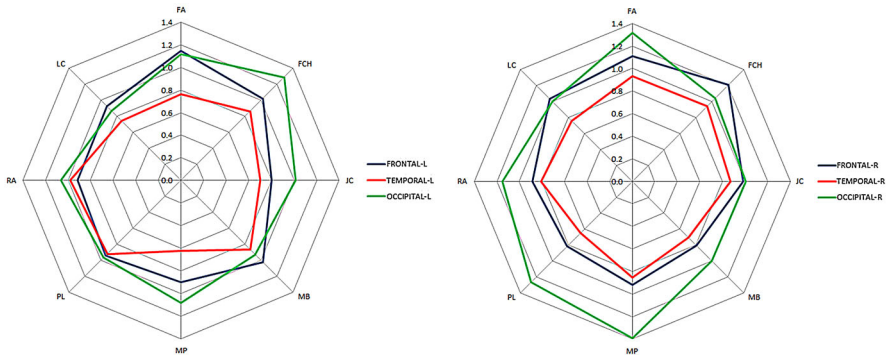 FA
1.4
1.2
1.0
0.8
0.6
0.4
0.2
0.0
FCH
JC
MB
MP
PL
RA
LC
FRONTAL-L
TEMPORAL-L
OCCIPITAL-L
FA
1.4
1.2
1.0
0.8
0.6
0.4
0.2
0.0
FCH
JC
MB
MP
PL
RA
LC
FRONTAL-R
TEMPORAL-R
OCCIPITAL-R